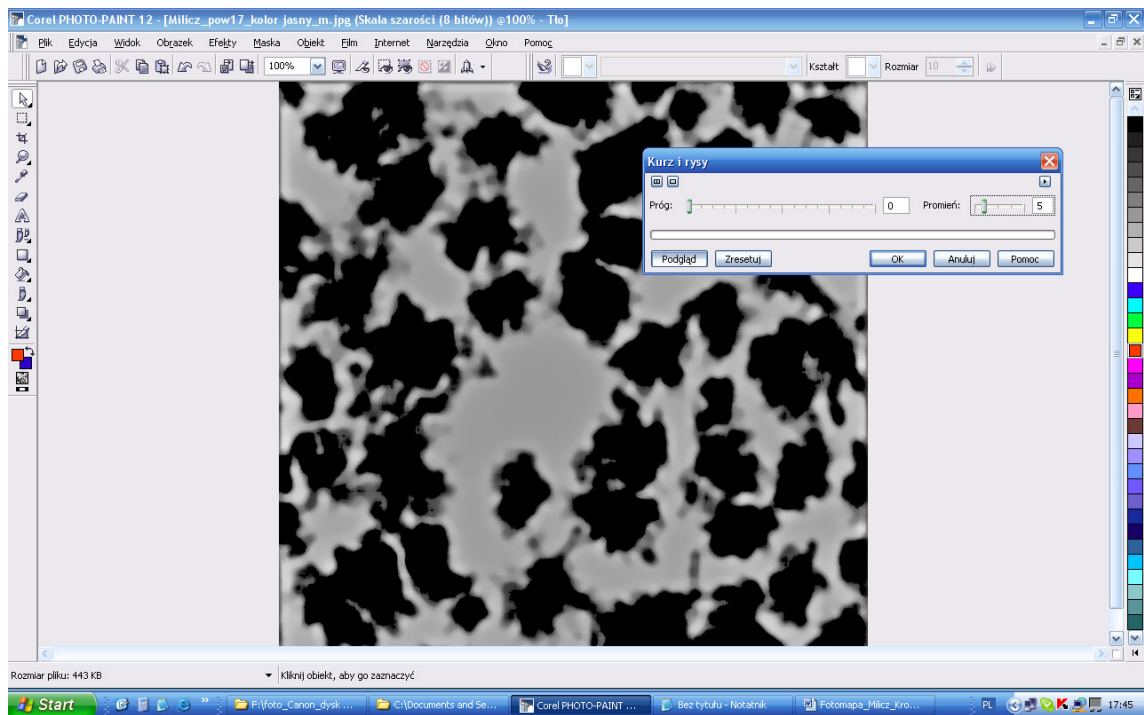 Corel PHOTO-PAINT 12 - [Milicz_pow17_kolor jasny_m.jpg (Skala szarości (8 bitów)) @100% - Tło]
Plik Edycja Widok Obrazek Efekty Maska Objekt Film Internet Narzędzia Okno Pomoc
100% Kształt Rozmiar 10
Kurz i rysy
Próg: 0 Promień: 5
Podgląd Zresetuj OK Anuluj Pomoc
Rozmiar pliku: 443 KB Kliknij obiekt, aby go zaznaczyć
Start F:\foto_Canon_dysk ... C:\Documents and Se... Corel PHOTO-PAINT ... Bez tytułu - Notatnik Fotomapa_Milicz_Kro... PL 17:45